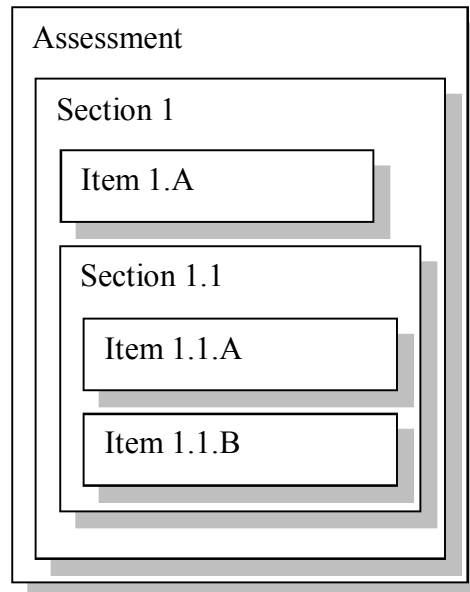 Assessment
Section 1
Item 1.A
Section 1.1
Item 1.1.A
Item 1.1.B